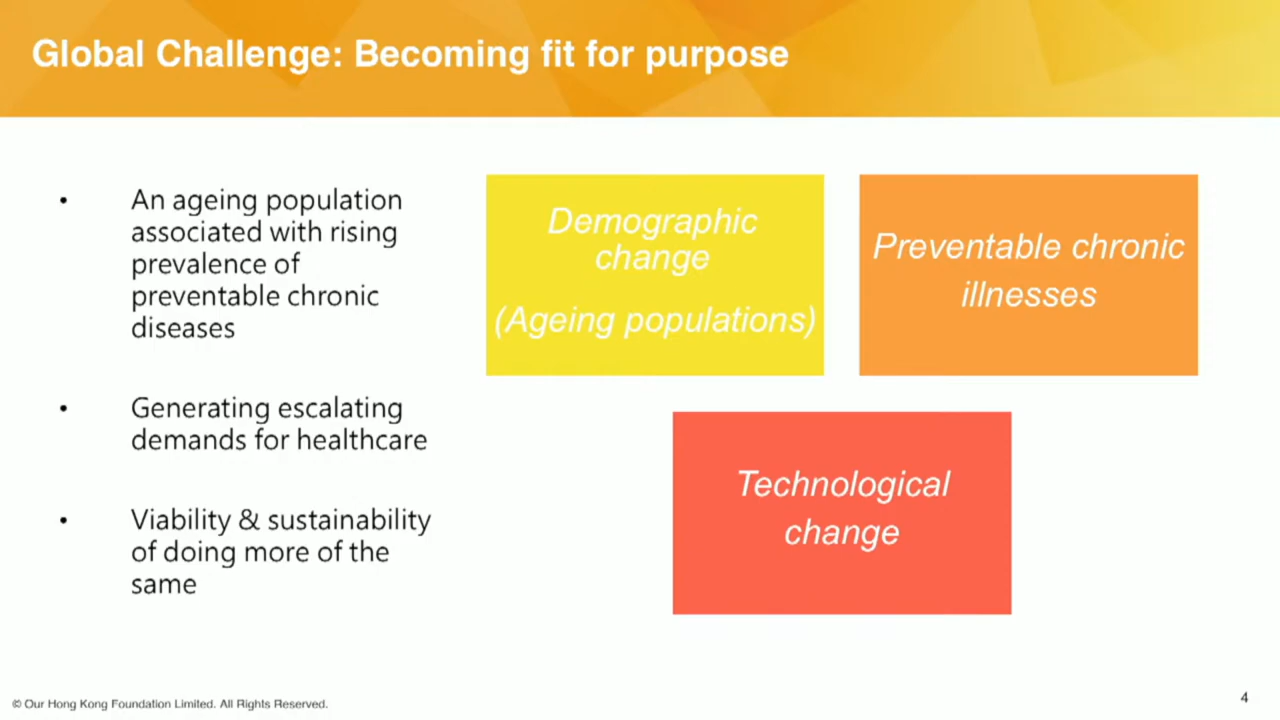 Global Challenge: Becoming fit for purpose
• An ageing population
associated with rising
prevalence of
preventable chronic
diseases
• Generating escalating
demands for healthcare
• Viability & sustainability
of doing more of the
same
Demographic
change
(Ageing populations)
Preventable chronic
illnesses
Technological
change
© Our Hong Kong Foundation Limited. All Rights Reserved.
4